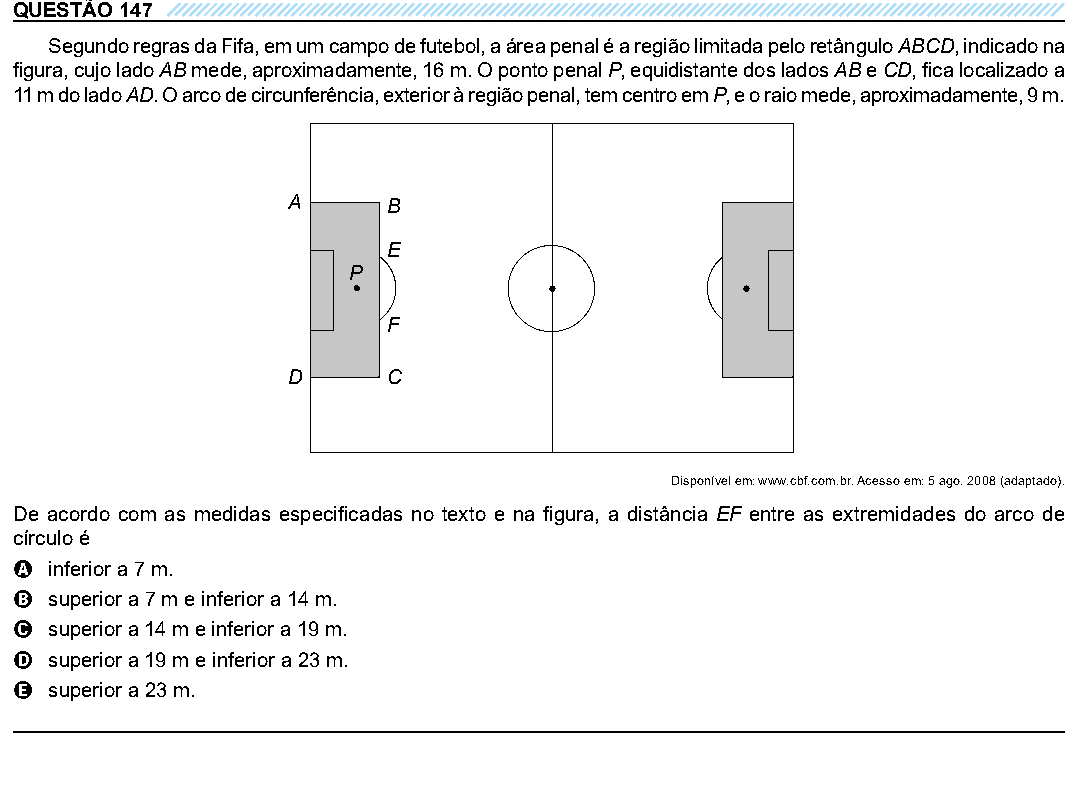 QUESTÃO 147
Segundo regras da Fifa, em um campo de futebol, a área penal é a região limitada pelo retângulo ABCD, indicado na
figura, cujo lado AB mede, aproximadamente, 16 m. O ponto penal P, equidistante dos lados AB e CD, fica localizado a
11 m do lado AD. O arco de circunferência, exterior à região penal, tem centro em P, e o raio mede, aproximadamente, 9 m.
A
B
E
P
F
D
C
Disponível em: www.cbf.com.br. Acesso em: 5 ago. 2008 (adaptado).
De acordo com as medidas especificadas no texto e na figura, a distância EF entre as extremidades do arco de
círculo é
A inferior a 7 m.
B superior a 7 m e inferior a 14 m.
C superior a 14 m e inferior a 19 m.
D superior a 19 m e inferior a 23 m.
E superior a 23 m.